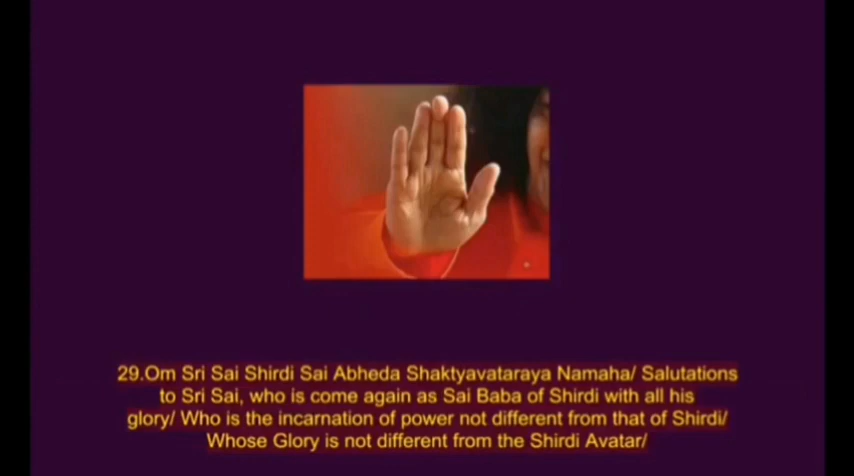 29.Om Sri Sai Shirdi Sai Abheda Shaktyavataraya Namaha/ Salutations
to Sri Sai, who is come again as Sai Baba of Shirdi with all his
glory/ Who is the incarnation of power not different from that of Shirdi/
Whose Glory is not different from the Shirdi Avatar/